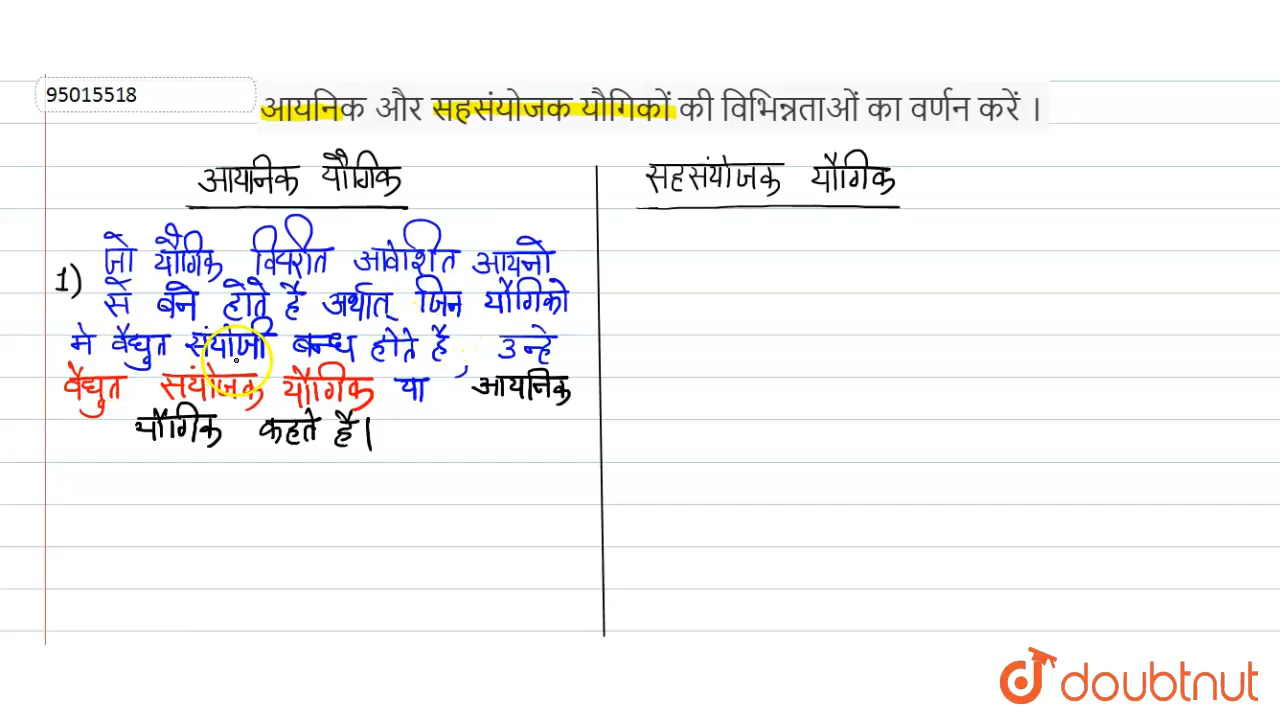 95015518
आयनिक और सहसंयोजक यौगिकों की विभिन्नताओं का वर्णन करें ।
आयनिक यौगिक
सहसंयोजक यौगिक
1) जो यौगिक विपरीत आवेशित आयनो
से बने होते है अर्थात् जिन यौगिको
मे वैद्युत संयोजी बन्ध होते है, उन्हे
वैद्युत सयंोजक यौगिक या आयनिक
यौगिक कहते है।
doubtnut